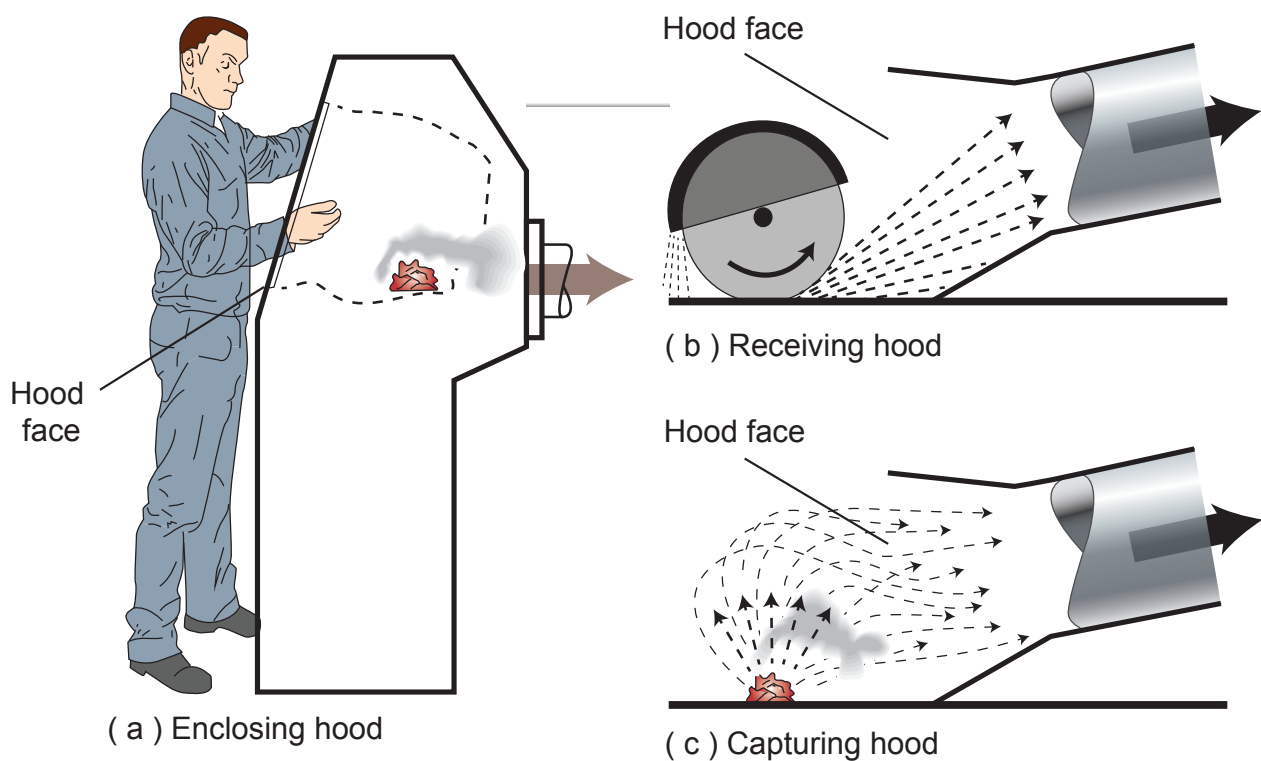 Hood
face
( a ) Enclosing hood
Hood face
( b ) Receiving hood
Hood face
( c ) Capturing hood